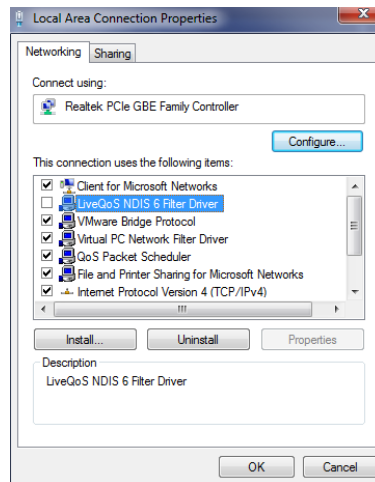 Local Area Connection Properties
Networking Sharing
Connect using:
Realtek PCIe GBE Family Controller
Configure...
This connection uses the following items:
Client for Microsoft Networks
LiveQoS NDIS 6 Filter Driver
VMware Bridge Protocol
Virtual PC Network Filter Driver
QoS Packet Scheduler
File and Printer Sharing for Microsoft Networks
Internet Protocol Version 4 (TCP/IPv4)
Install... Uninstall Properties
Description
LiveQoS NDIS 6 Filter Driver
OK Cancel